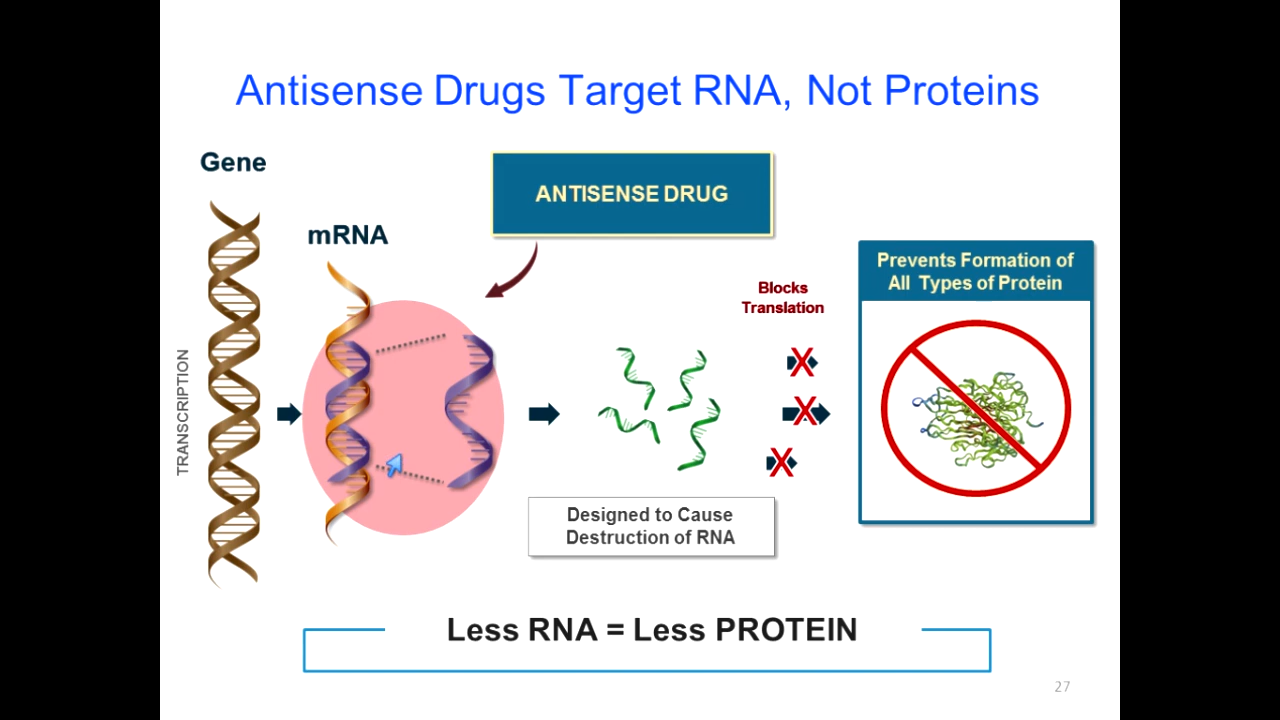 Antisense Drugs Target RNA, Not Proteins
Gene
mRNA
TRANSCRIPTION
ANTISENSE DRUG
Blocks
Translation
Prevents Formation of
All Types of Protein
Designed to Cause
Destruction of RNA
Less RNA = Less PROTEIN
27